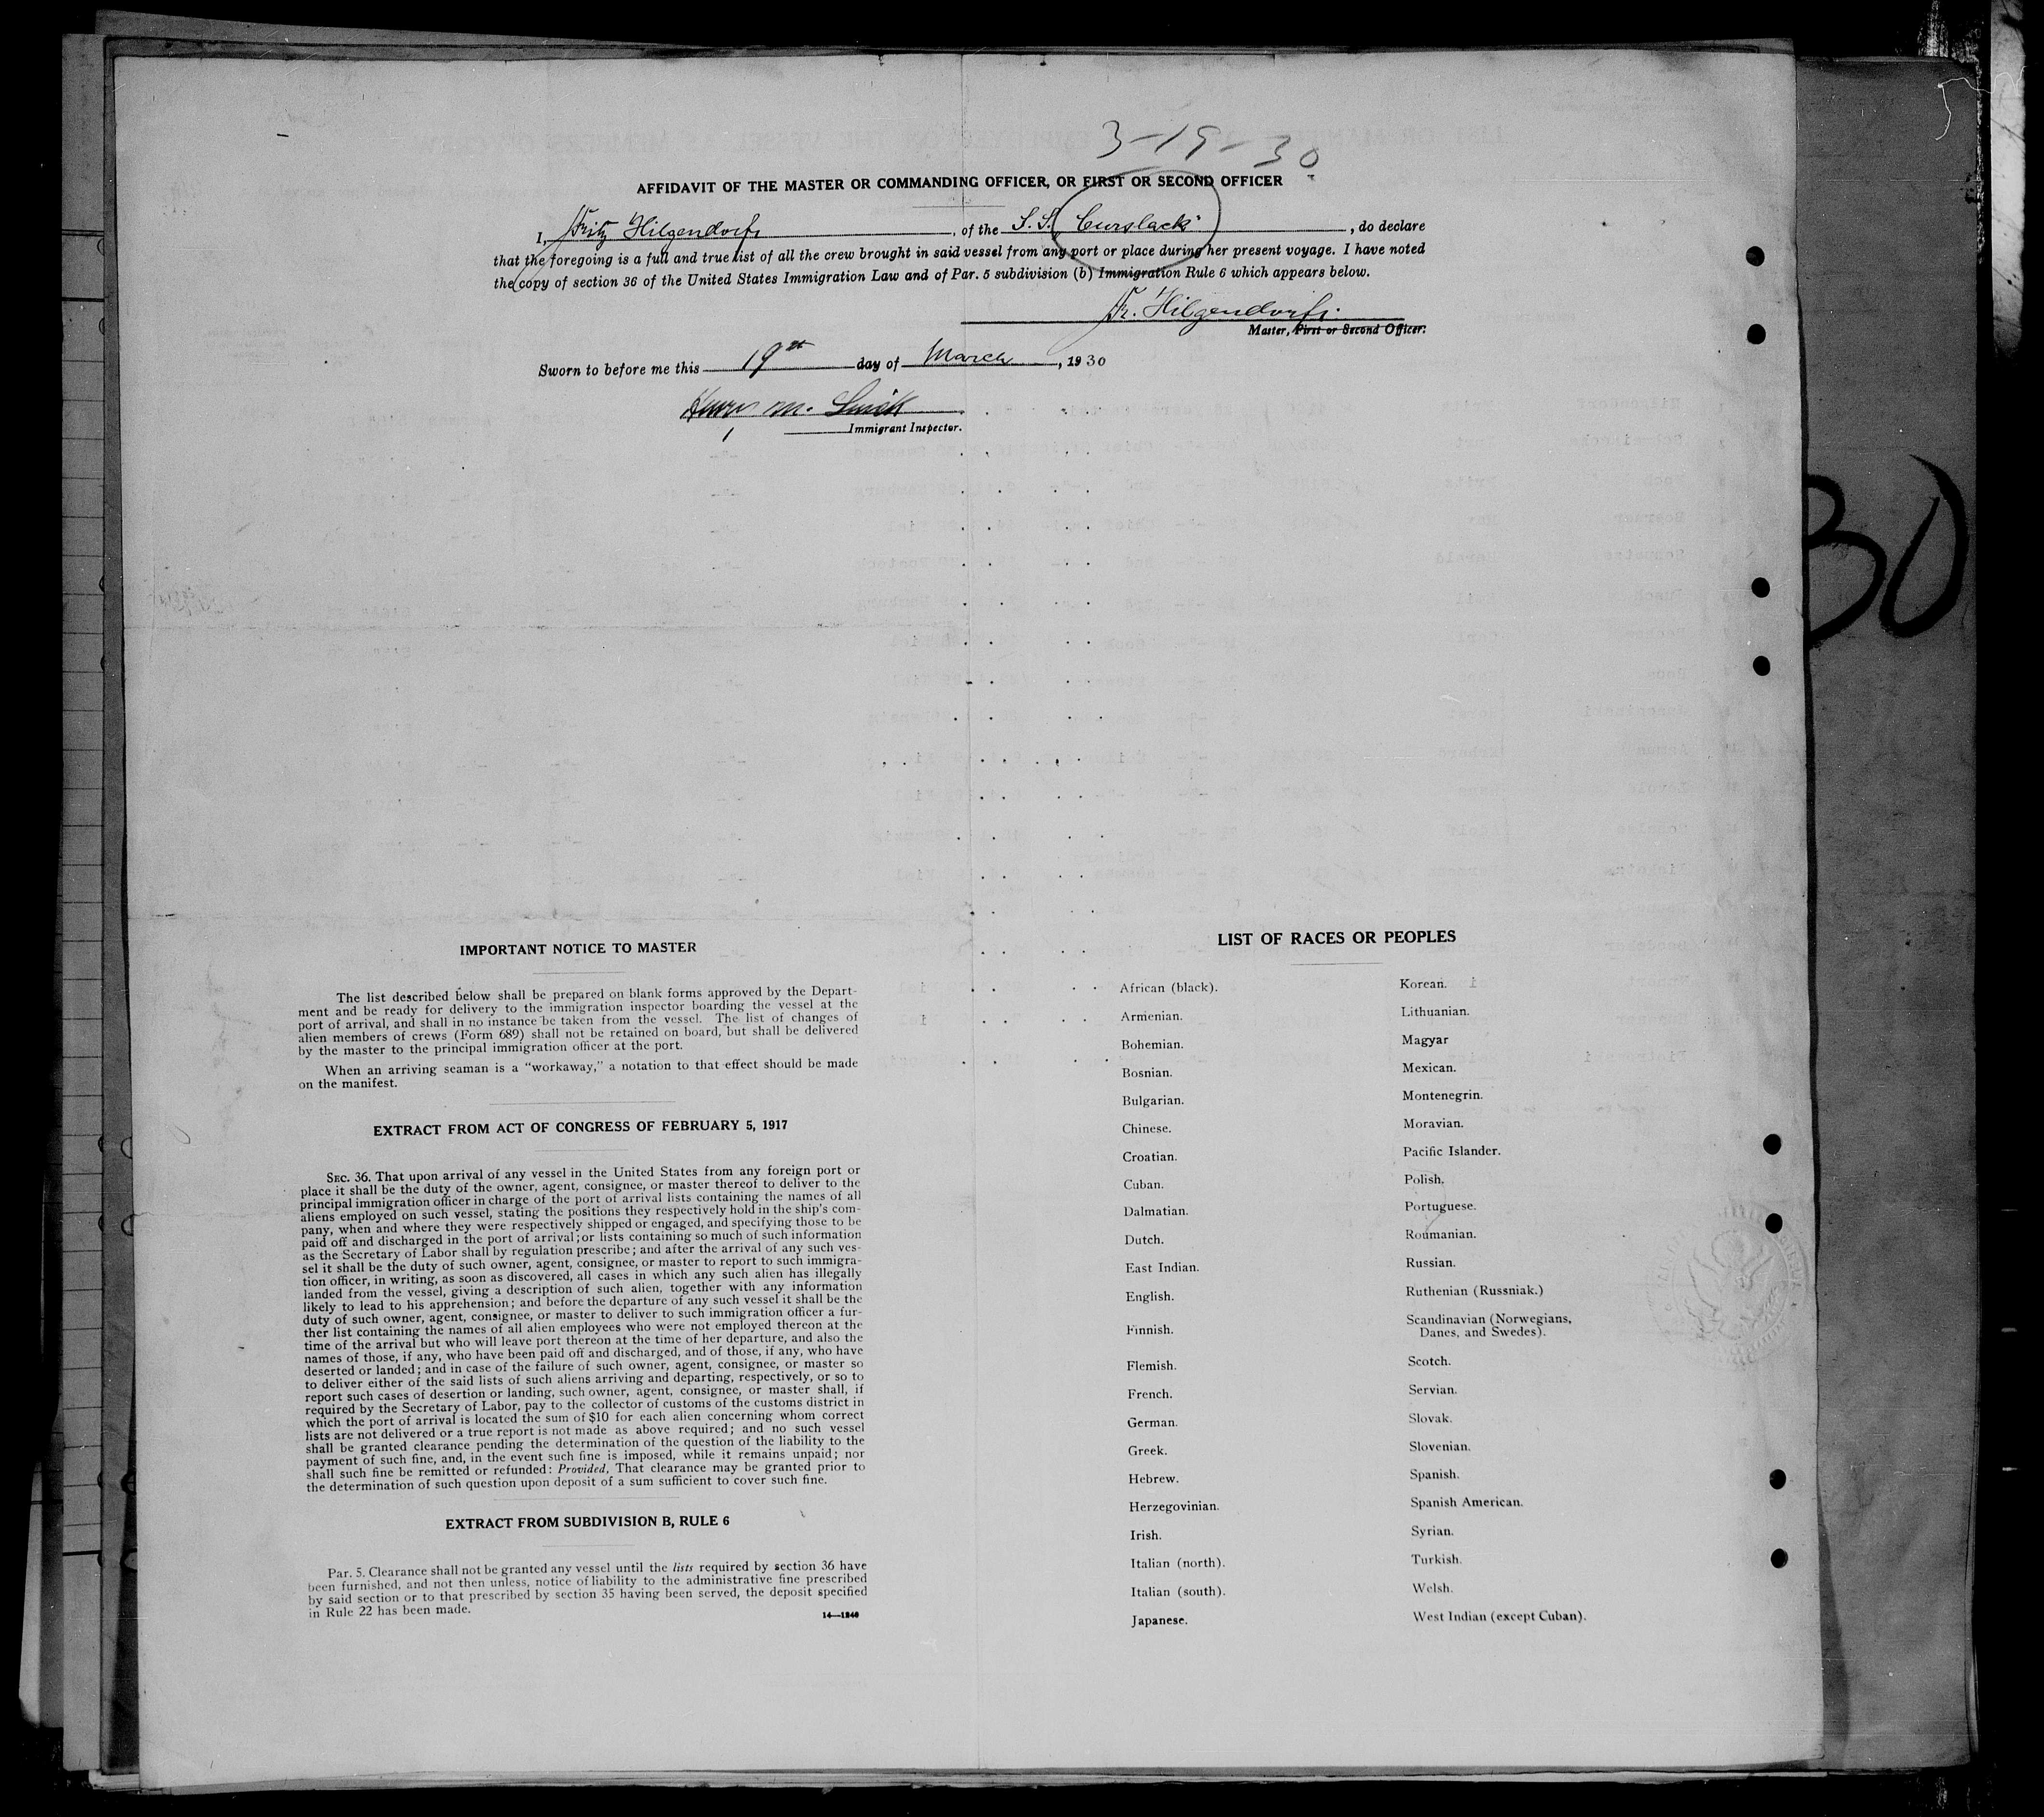 3-19-30
AFFIDAVIT OF THE MASTER OR COMMANDING OFFICER, OR FIRST OR SECOND OFFICER
I, Fritz Hilgendorf, of the S.S. "Curslack", do declare
that the foregoing is a full and true list of all the crew brought in said vessel from any port or place during her present voyage. I have noted
the copy of section 36 of the United States Immigration Law and of Par. 5 subdivision (b) Immigration Rule 6 which appears below.
Fr. Hilgendorf.
Master, First or Second Officer.
Sworn to before me this 19th day of March, 1930
M.
Immigrant Inspector.
30
IMPORTANT NOTICE TO MASTER
The list described below shall be prepared on blank forms approved by the Depart-
ment and be ready for delivery to the immigration inspector boarding the vessel at the
port of arrival, and shall in no instance be taken from the vessel. The list of changes of
alien members of crews (Form 689) shall not be retained on board, but shall be delivered
by the master to the principal immigration officer at the port.
When an arriving seaman is a "workaway," a notation to that effect should be made
on the manifest.
EXTRACT FROM ACT OF CONGRESS OF FEBRUARY 5, 1917
SEC. 36. That upon arrival of any vessel in the United States from any foreign port or
place it shall be the duty of the owner, agent, consignee, or master thereof to deliver to the
principal immigration officer in charge of the port of arrival lists containing the names of all
aliens employed on such vessel, stating the positions they respectively hold in the ship's com-
pany, when and where they were respectively shipped or engaged, and specifying those to be
paid off and discharged in the port of arrival; or lists containing so much of such information
as the Secretary of Labor shall by regulation prescribe; and after the arrival of any such ves-
sel it shall be the duty of such owner, agent, consignee, or master to report to such immigra-
tion officer, in writing, as soon as discovered, all cases in which any such alien has illegally
landed from the vessel, giving a description of such alien, together with any information
likely to lead to his apprehension; and before the departure of any such vessel it shall be the
duty of such owner, agent, consignee, or master to deliver to such immigration officer a fur-
ther list containing the names of all alien employees who were not employed thereon at the
time of the arrival but who will leave port thereon at the time of her departure, and also the
names of those, if any, who have been paid off and discharged, and of those, if any, who have
deserted or landed; and in case of the failure of such owner, agent, consignee, or master so
to deliver either of the said lists of such aliens arriving and departing, respectively, or so to
report such cases of desertion or landing, such owner, agent, consignee, or master shall, if
required by the Secretary of Labor, pay to the collector of customs of the customs district in
which the port of arrival is located the sum of $10 for each alien concerning whom correct
lists are not delivered or a true report is not made as above required; and no such vessel
shall be granted clearance pending the determination of the question of the liability to the
payment of such fine, and, in the event such fine is imposed, while it remains unpaid; nor
shall such fine be remitted or refunded: Provided, That clearance may be granted prior to
the determination of such question upon deposit of a sum sufficient to cover such fine.
EXTRACT FROM SUBDIVISION B, RULE 6
Par. 5. Clearance shall not be granted any vessel until the lists required by section 36 have
been furnished, and not then unless, notice of liability to the administrative fine prescribed
by said section or to that prescribed by section 35 having been served, the deposit specified
in Rule 22 has been made.
14—1240
LIST OF RACES OR PEOPLES
African (black).
Armenian.
Bohemian.
Bosnian.
Bulgarian.
Chinese.
Croatian.
Cuban.
Dalmatian.
Dutch.
East Indian.
English.
Finnish.
Flemish.
French.
German.
Greek.
Hebrew.
Herzegovinian.
Irish.
Italian (north).
Italian (south).
Japanese.
Korean.
Lithuanian.
Magyar
Mexican.
Montenegrin.
Moravian.
Pacific Islander.
Polish.
Portuguese.
Roumanian.
Russian.
Ruthenian (Russniak.)
Scandinavian (Norwegians,
Danes, and Swedes).
Scotch.
Servian.
Slovak.
Slovenian.
Spanish.
Spanish American.
Syrian.
Turkish.
Welsh.
West Indian (except Cuban).